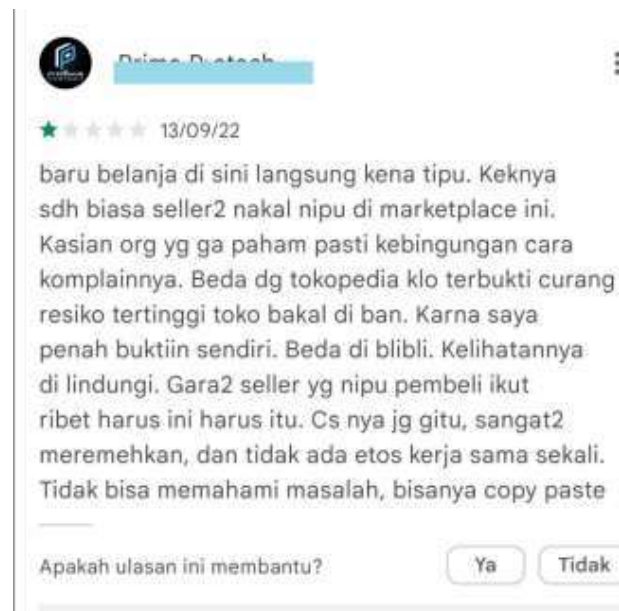 13/09/22
baru belanja di sini langsung kena tipu. Keknya
sdh biasa seller2 nakal nipu di marketplace ini.
Kasian org yg ga paham pasti kebingungan cara
komplainnya. Beda dg tokopedia klo terbukti curang
resiko tertinggi toko bakal di ban. Karna saya
penah buktiin sendiri. Beda di blibli. Kelihatannya
di lindungi. Gara2 seller yg nipu pembeli ikut
ribet harus ini harus itu. Cs nya jg gitu, sangat2
meremehkan, dan tidak ada etos kerja sama sekali.
Tidak bisa memahami masalah, bisanya copy paste
Apakah ulasan ini membantu? Ya Tidak